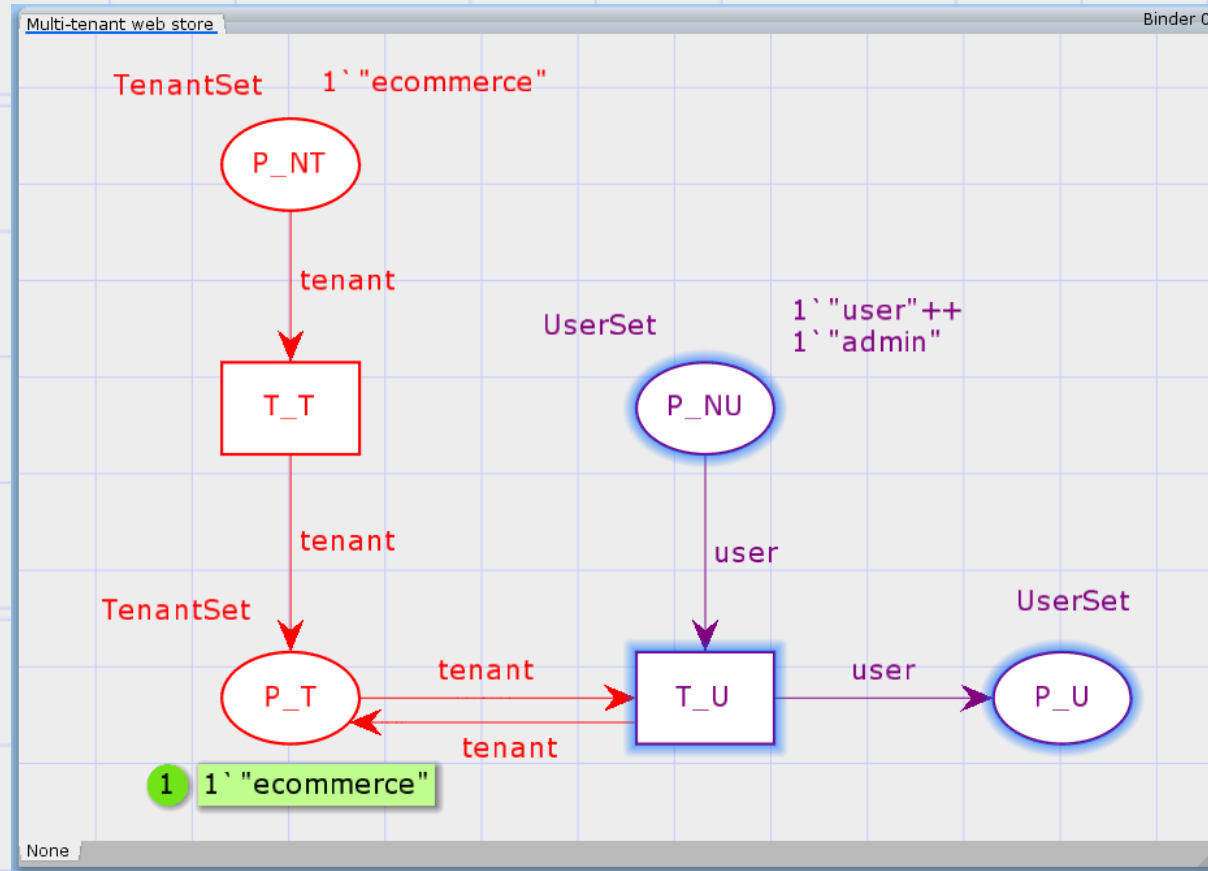 Multi-tenant web store
Binder 0
TenantSet
1`"ecommerce"
P_NT
tenant
UserSet
1`"user"++
1`"admin"
T_T
P_NU
tenant
user
TenantSet
UserSet
P_T
tenant
tenant
T_U
user
P_U
1
1`"ecommerce"
None